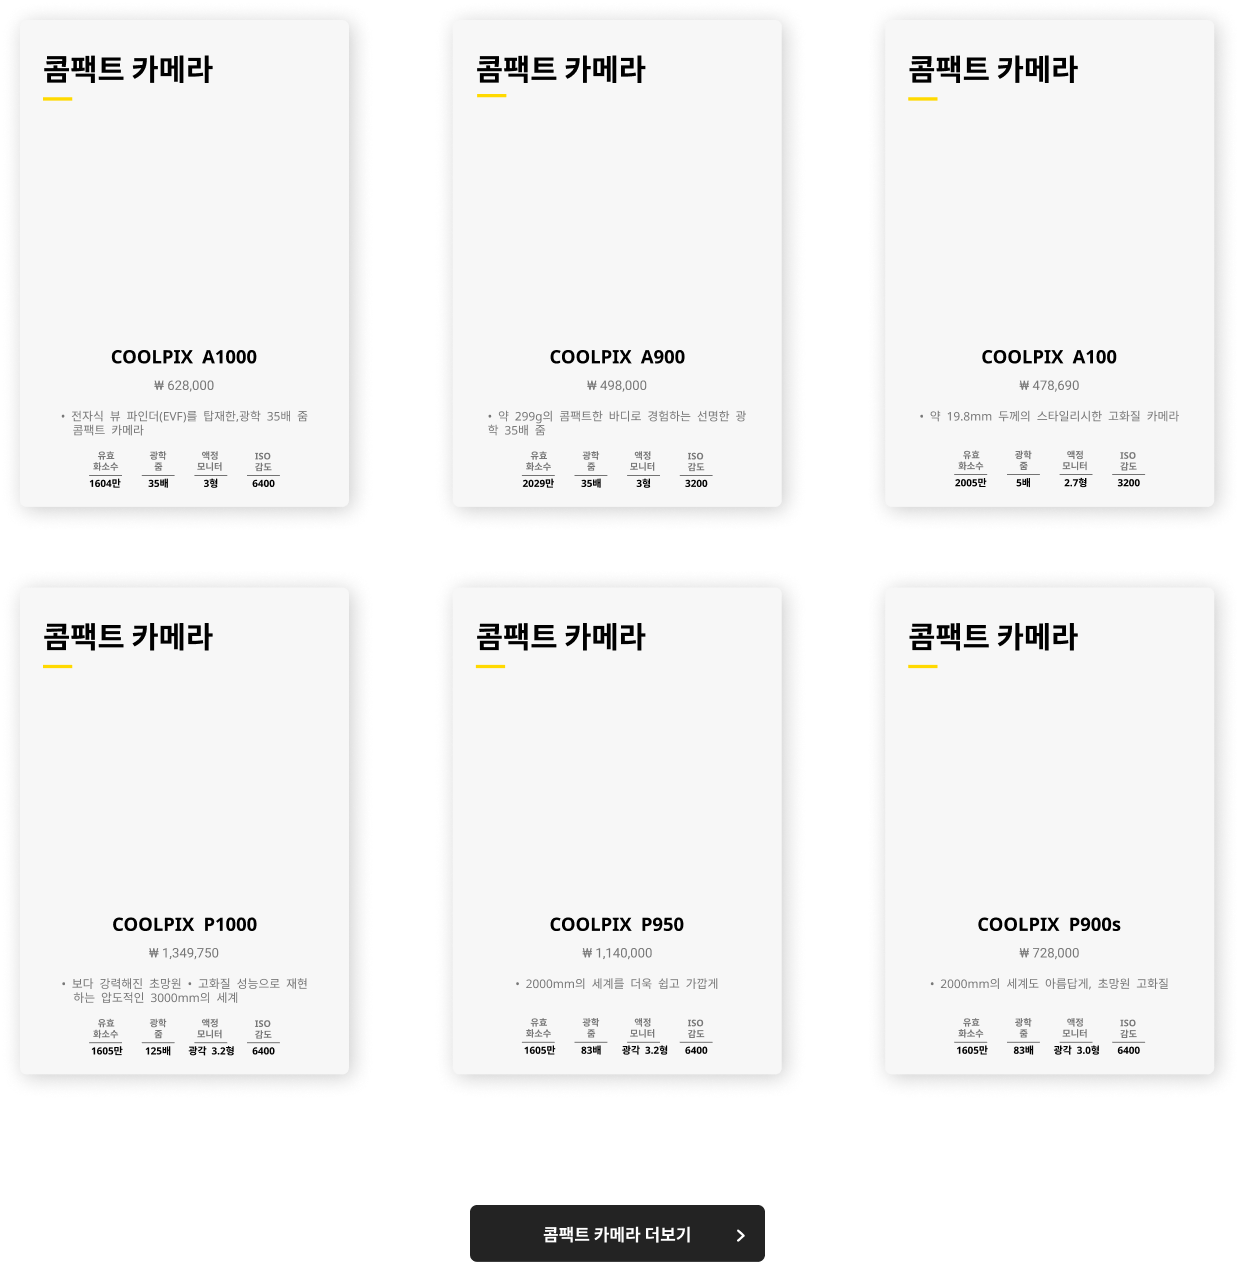 콤팩트 카메라
COOLPIX A1000
₩ 628,000
• 전자식 뷰 파인더(EVF)를 탑재한,광학 35배 줌
콤팩트 카메라
유효 광학 액정 ISO
화소수 줌 모니터 감도
1604만 35배 3형 6400
콤팩트 카메라
COOLPIX A900
₩ 498,000
• 약 299g의 콤팩트한 바디로 경험하는 선명한 광
학 35배 줌
유효 광학 액정 ISO
화소수 줌 모니터 감도
2029만 35배 3형 3200
콤팩트 카메라
COOLPIX A100
₩ 478,690
• 약 19.8mm 두께의 스타일리시한 고화질 카메라
유효 광학 액정 ISO
화소수 줌 모니터 감도
2005만 5배 2.7형 3200
콤팩트 카메라
COOLPIX P1000
₩ 1,349,750
• 보다 강력해진 초망원 • 고화질 성능으로 재현
하는 압도적인 3000mm의 세계
유효 광학 액정 ISO
화소수 줌 모니터 감도
1605만 125배 광각 3.2형 6400
콤팩트 카메라
COOLPIX P950
₩ 1,140,000
• 2000mm의 세계를 더욱 쉽고 가깝게
유효 광학 액정 ISO
화소수 줌 모니터 감도
1605만 83배 광각 3.2형 6400
콤팩트 카메라
COOLPIX P900s
₩ 728,000
• 2000mm의 세계도 아름답게, 초망원 고화질
유효 광학 액정 ISO
화소수 줌 모니터 감도
1605만 83배 광각 3.0형 6400
콤팩트 카메라 더보기